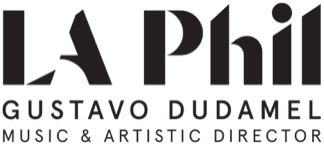 LA Phil
GUSTAVO DUDAMEL
MUSIC & ARTISTIC DIRECTOR